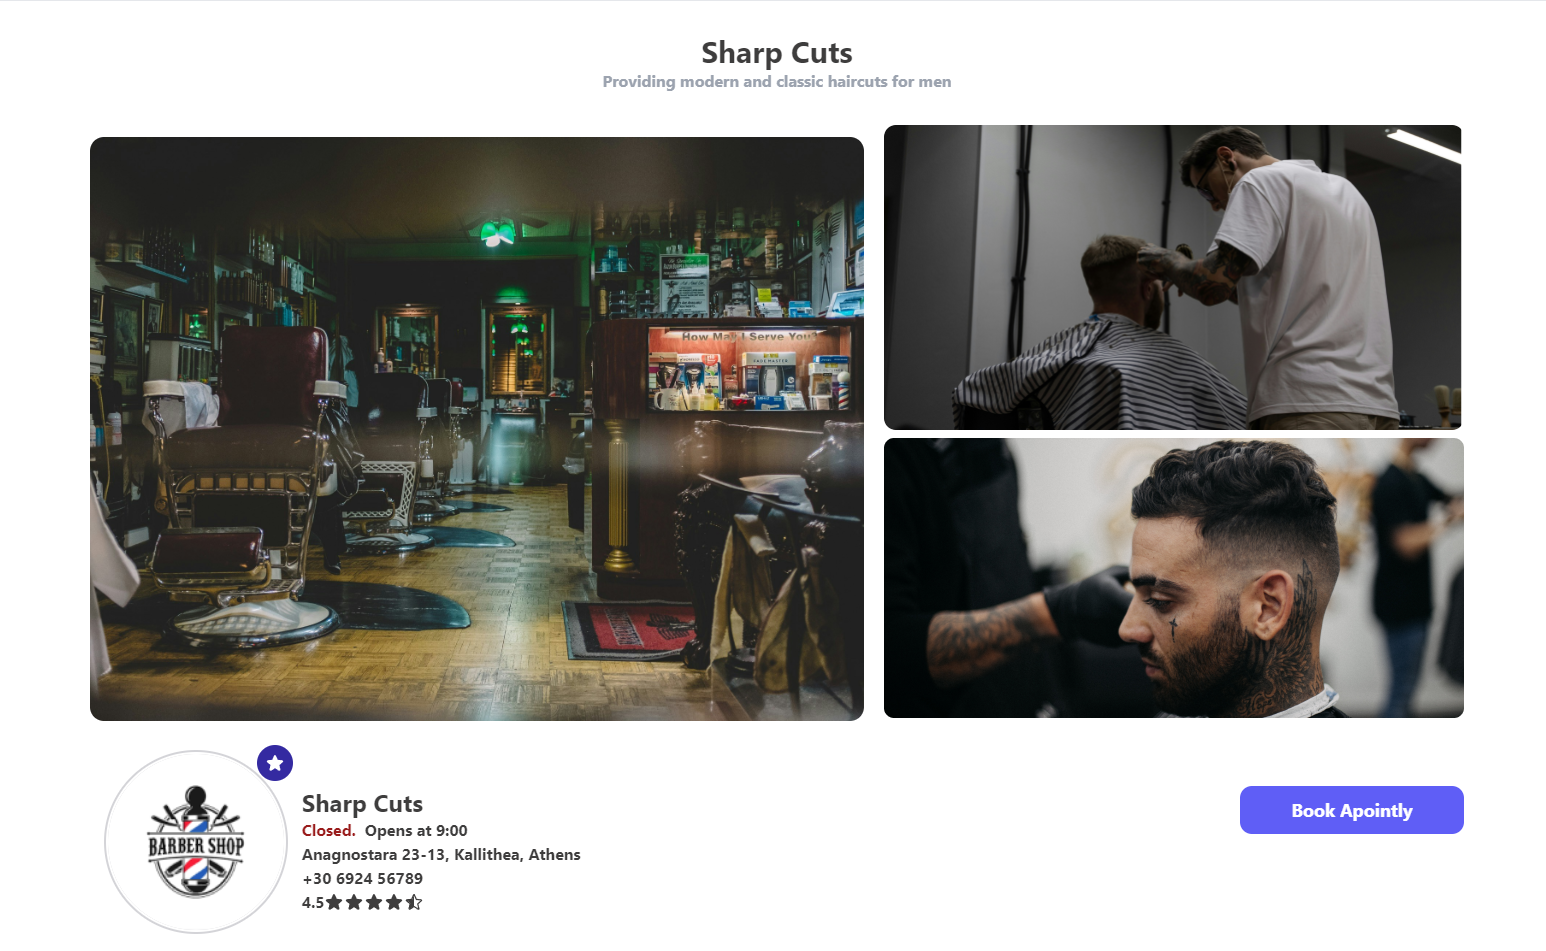 Sharp Cuts
Providing modern and classic haircuts for men
How May I Serve You?
BARBER SHOP
Sharp Cuts
Closed. Opens at 9:00
Anagnostara 23-13, Kallithea, Athens
+30 6924 56789
4.5
Book Apointly